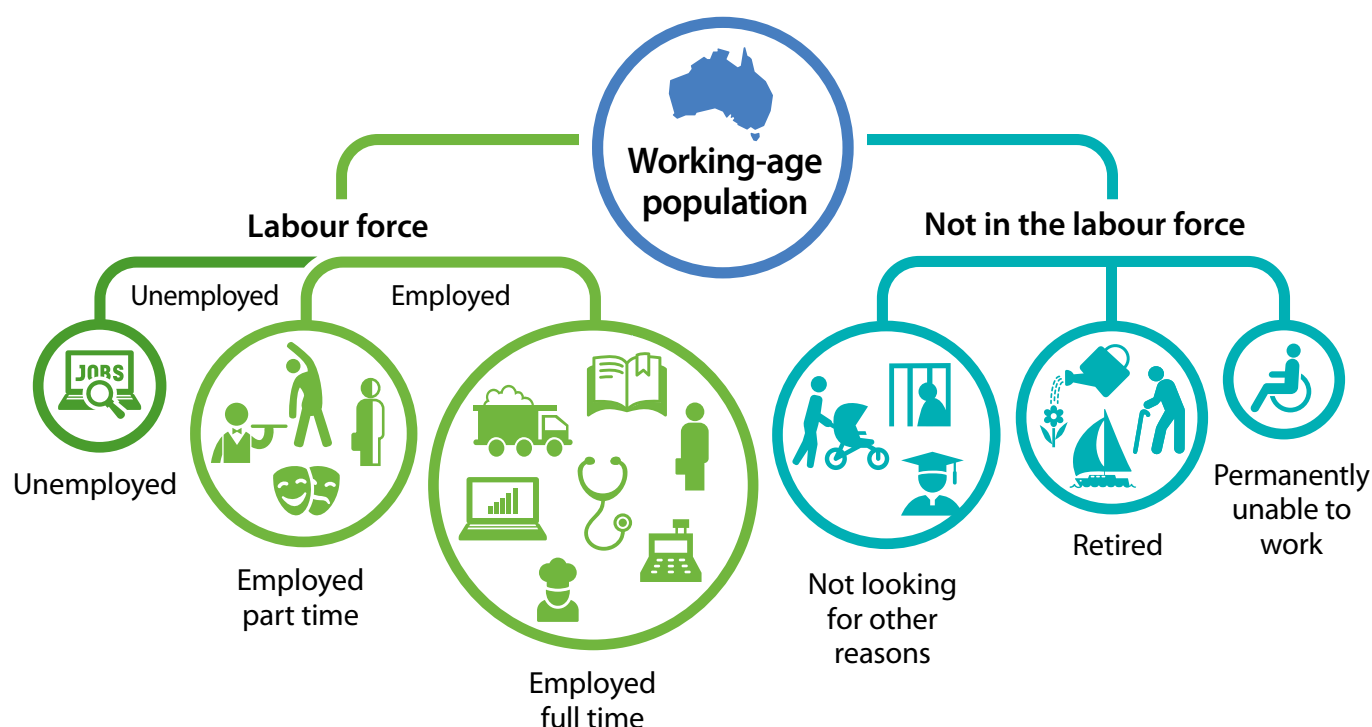 Working-age
population
Labour force
Not in the labour force
Unemployed
Employed
JOBS
Unemployed
Employed
part time
Employed
full time
Not looking
for other
reasons
Retired
Permanently
unable to
work